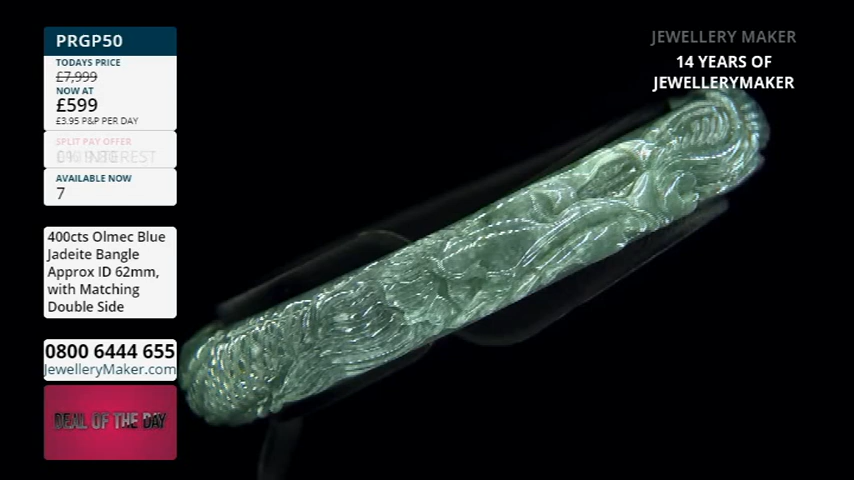 PRGP50
TODAYS PRICE
£7,999
NOW AT
£599
£3.95 P&P PER DAY
SPLIT PAY OFFER
INTEREST
AVAILABLE NOW
7
400cts Olmec Blue
Jadeite Bangle
Approx ID 62mm,
with Matching
Double Side
0800 6444 655
JewelleryMaker.com
DEAL OF THE DAY
JEWELLERY MAKER
14 YEARS OF
JEWELLERYMAKER